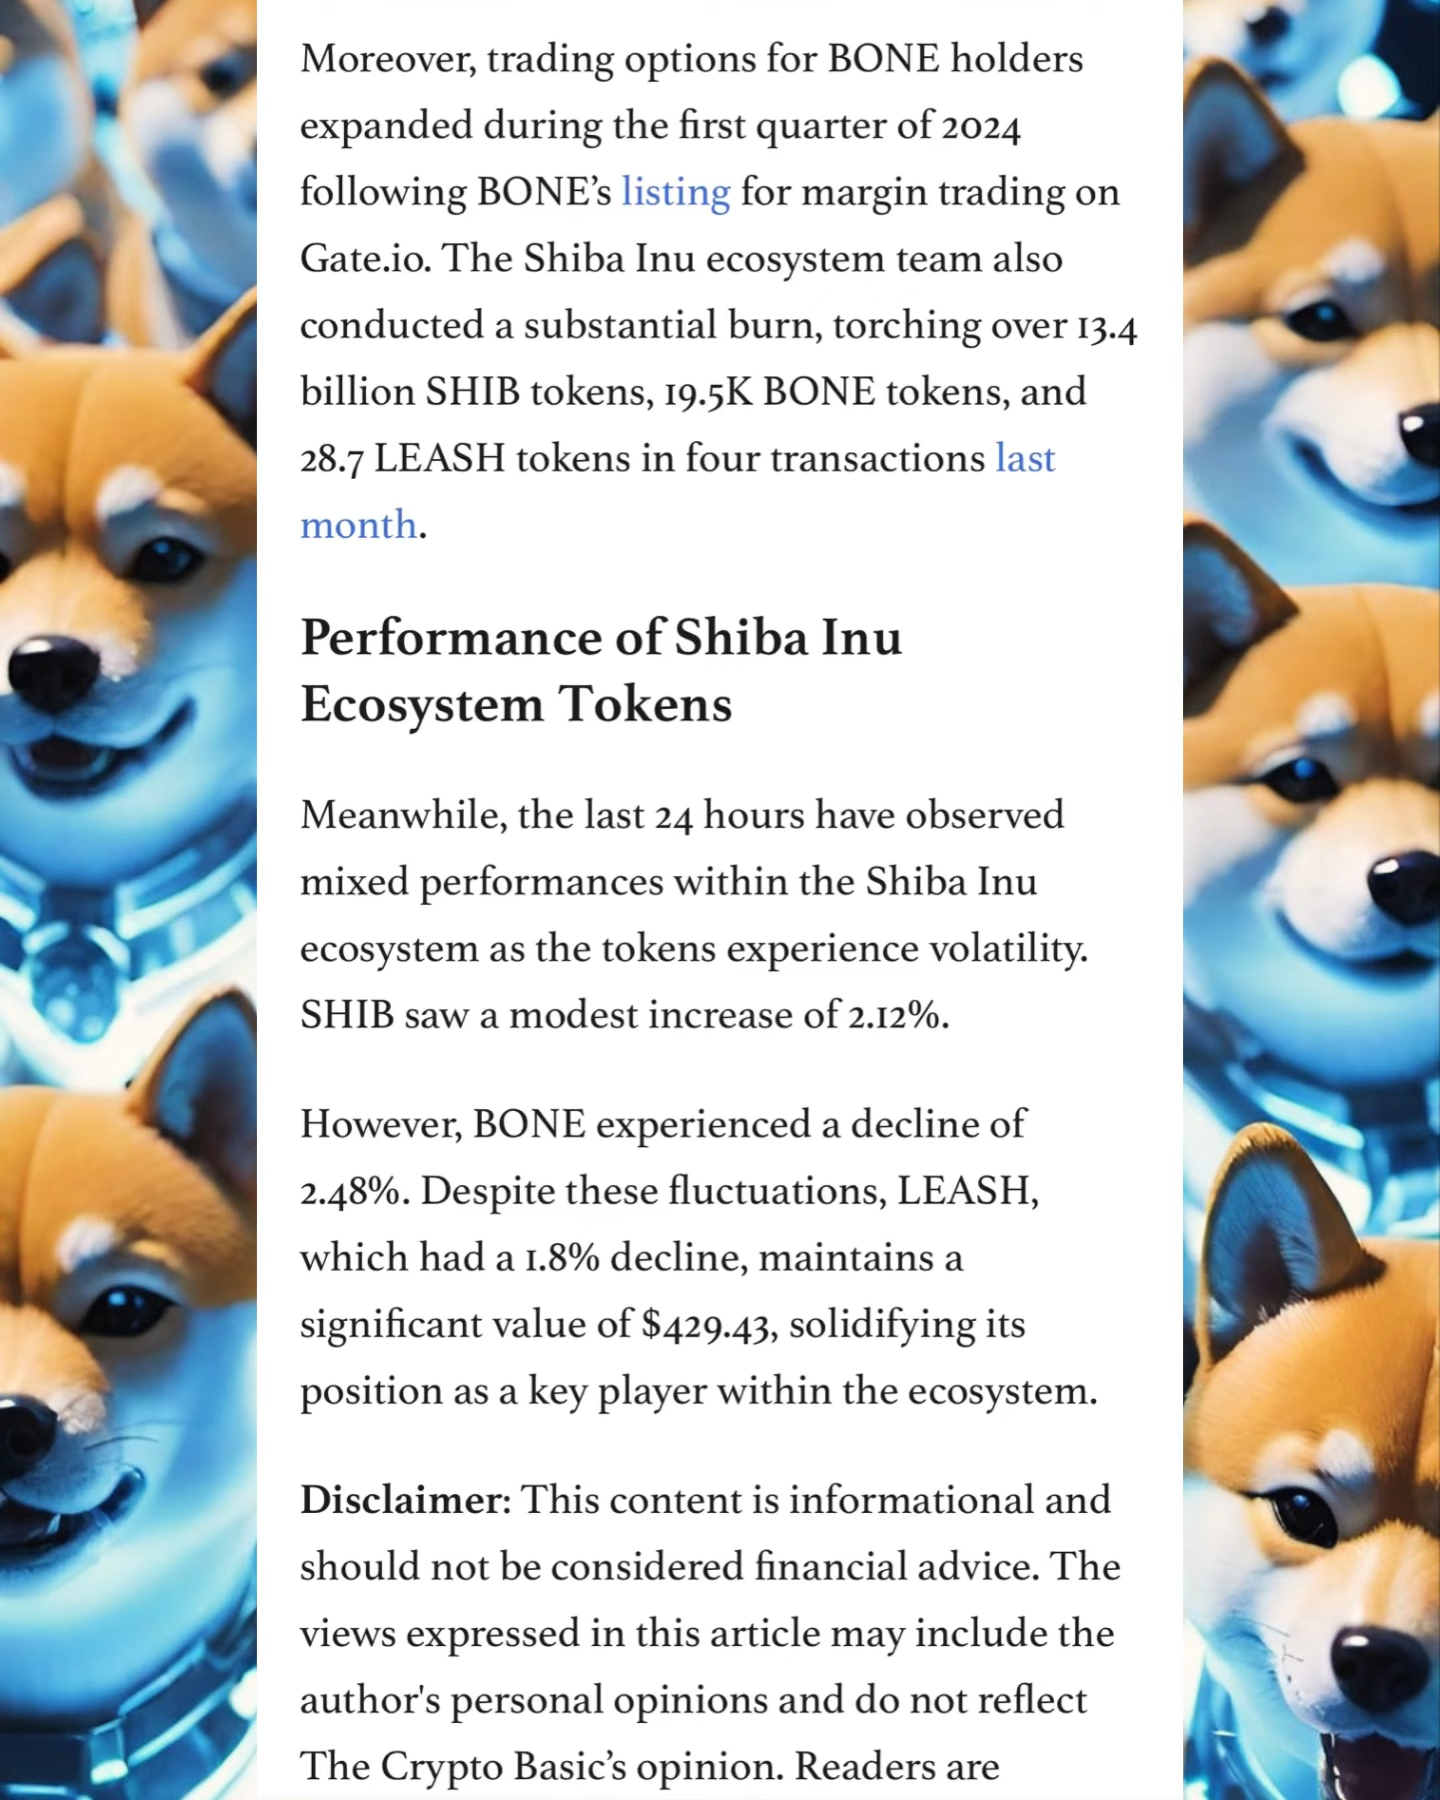 Moreover, trading options for BONE holders
expanded during the first quarter of 2024
following BONE’s listing for margin trading on
Gate.io. The Shiba Inu ecosystem team also
conducted a substantial burn, torching over 13.4
billion SHIB tokens, 19.5K BONE tokens, and
28.7 LEASH tokens in four transactions last
month.
Performance of Shiba Inu
Ecosystem Tokens
Meanwhile, the last 24 hours have observed
mixed performances within the Shiba Inu
ecosystem as the tokens experience volatility.
SHIB saw a modest increase of 2.12%.
However, BONE experienced a decline of
2.48%. Despite these fluctuations, LEASH,
which had a 1.8% decline, maintains a
significant value of $429.43, solidifying its
position as a key player within the ecosystem.
Disclaimer: This content is informational and
should not be considered financial advice. The
views expressed in this article may include the
author's personal opinions and do not reflect
The Crypto Basic’s opinion. Readers are